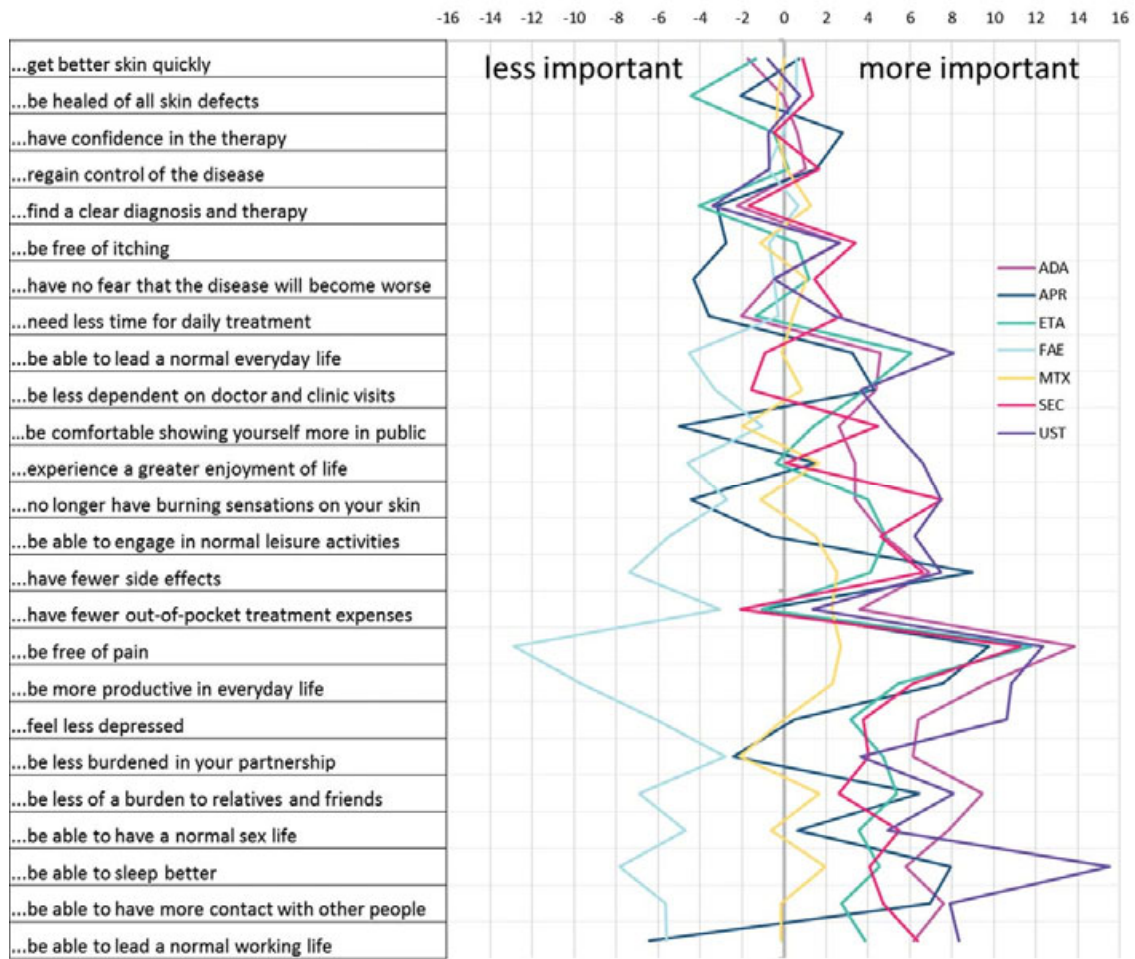 -16 -14 -12 -10 -8 -6 -4 -2 0 2 4 6 8 10 12 14 16
less important more important
...get better skin quickly
...be healed of all skin defects
...have confidence in the therapy
...regain control of the disease
...find a clear diagnosis and therapy
...be free of itching
...have no fear that the disease will become worse
...need less time for daily treatment
...be able to lead a normal everyday life
...be less dependent on doctor and clinic visits
...be comfortable showing yourself more in public
...experience a greater enjoyment of life
...no longer have burning sensations on your skin
...be able to engage in normal leisure activities
...have fewer side effects
...have fewer out-of-pocket treatment expenses
...be free of pain
...be more productive in everyday life
...feel less depressed
...be less burdened in your partnership
...be less of a burden to relatives and friends
...be able to have a normal sex life
...be able to sleep better
...be able to have more contact with other people
...be able to lead a normal working life
ADA
APR
ETA
FAE
MTX
SEC
UST